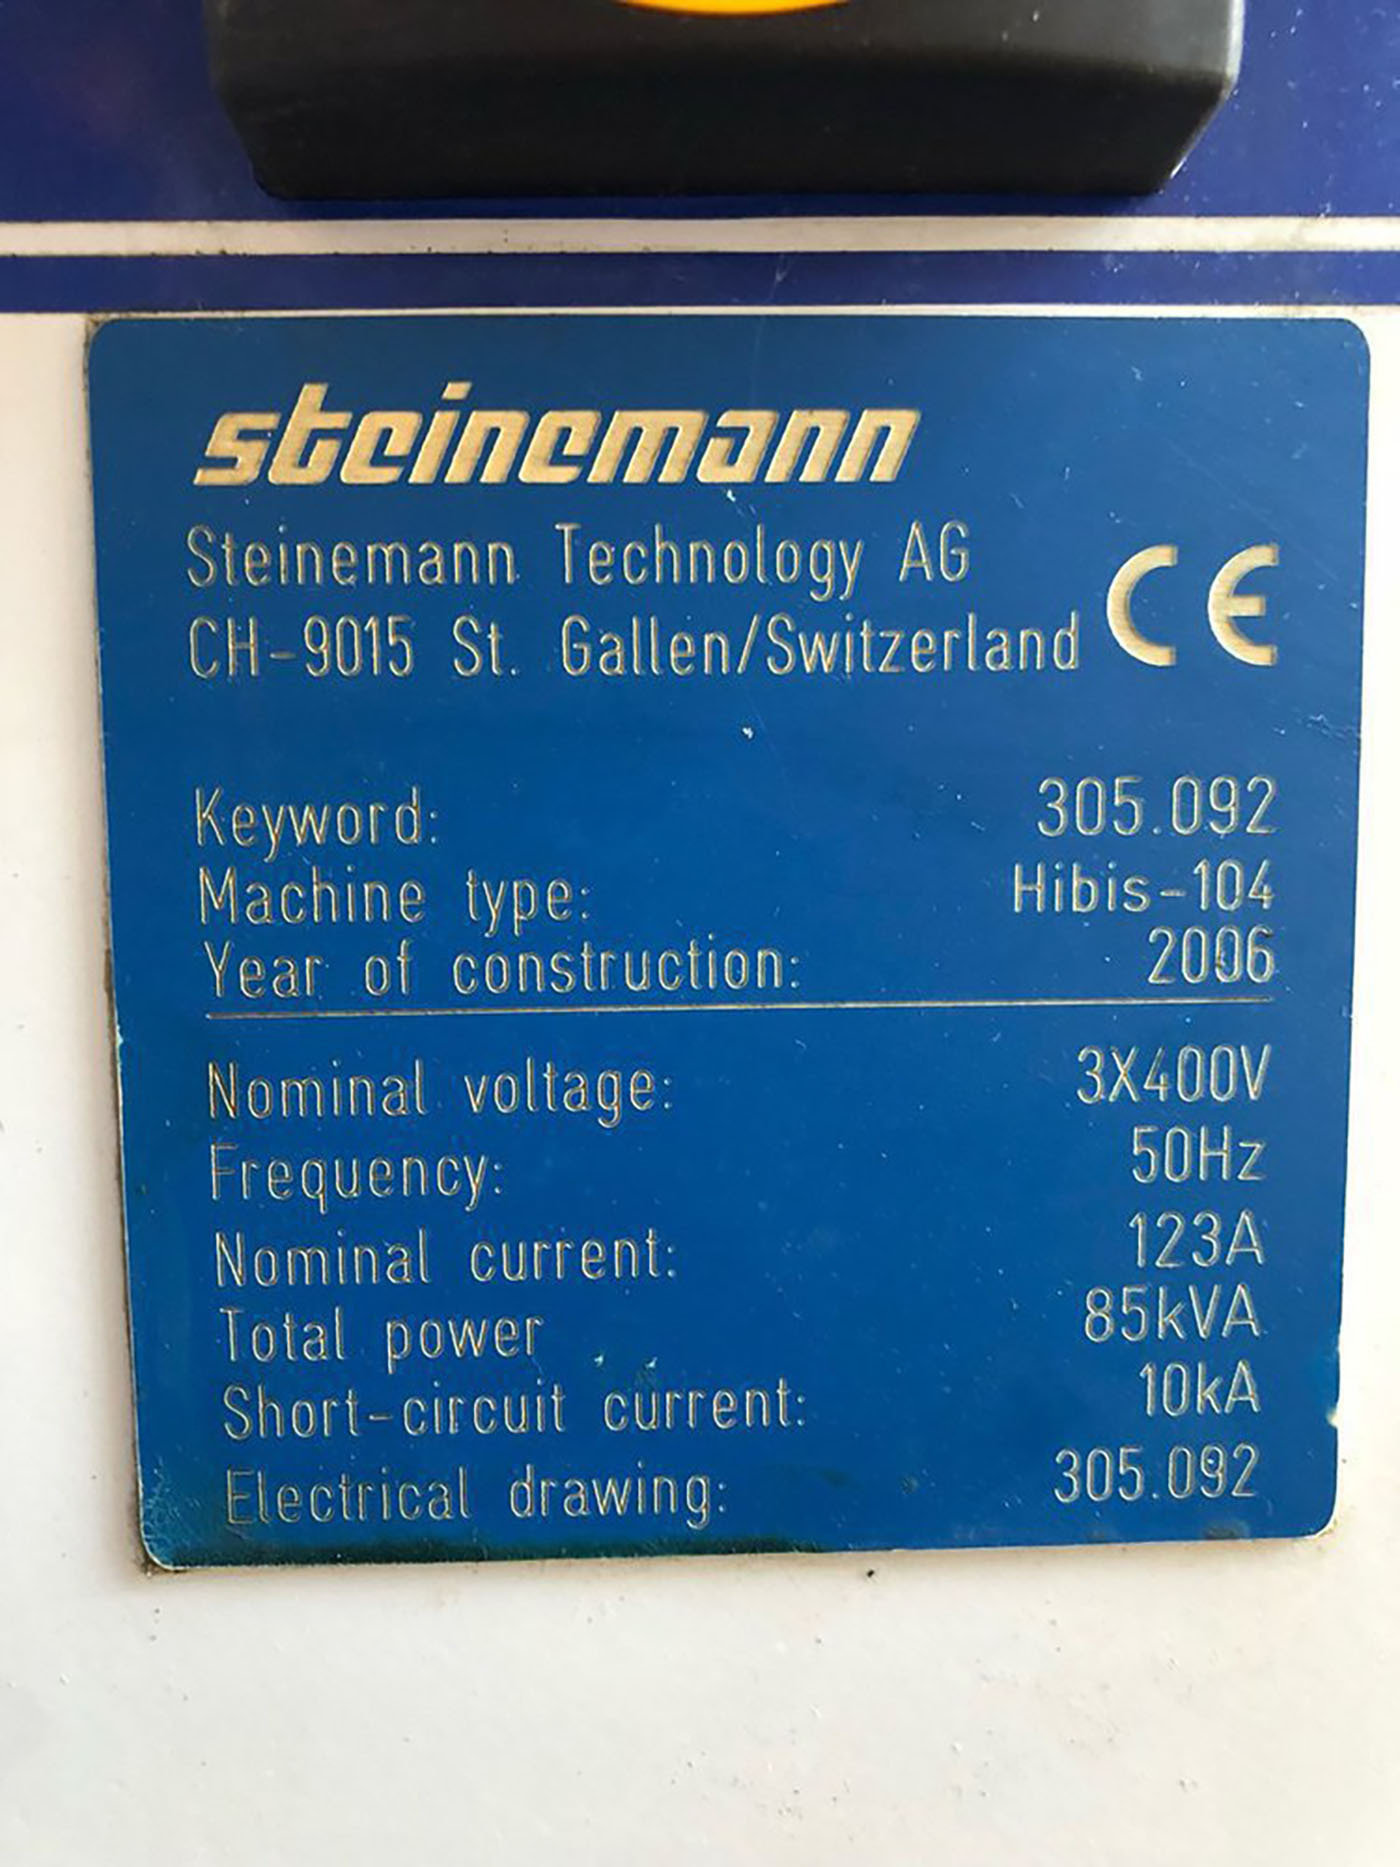 steinemann
Steinemann Technology AG
CH-9015 St. Gallen/Switzerland CE
Keyword: 305.092
Machine type: Hibis-104
Year of construction: 2006
Nominal voltage: 3X400V
Frequency: 50Hz
Nominal current: 123A
Total power 85kVA
Short-circuit current: 10kA
Electrical drawing: 305.092